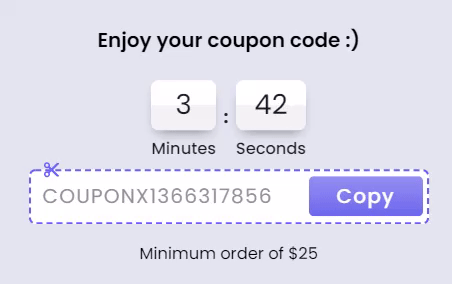 Enjoy your coupon code :)
3 : 42
Minutes Seconds
COUPONX1366317856 Copy
Minimum order of $25